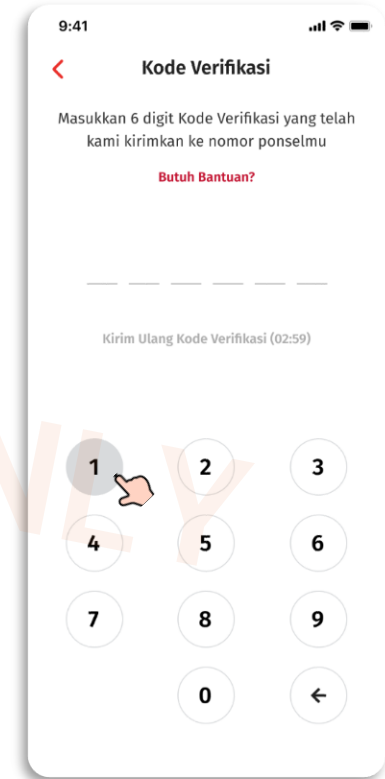 9:41
Kode Verifikasi
Masukkan 6 digit Kode Verifikasi yang telah
kami kirimkan ke nomor ponselmu
Butuh Bantuan?
Kirim Ulang Kode Verifikasi (02:59)
1 2 3
4 5 6
7 8 9
0
NLY